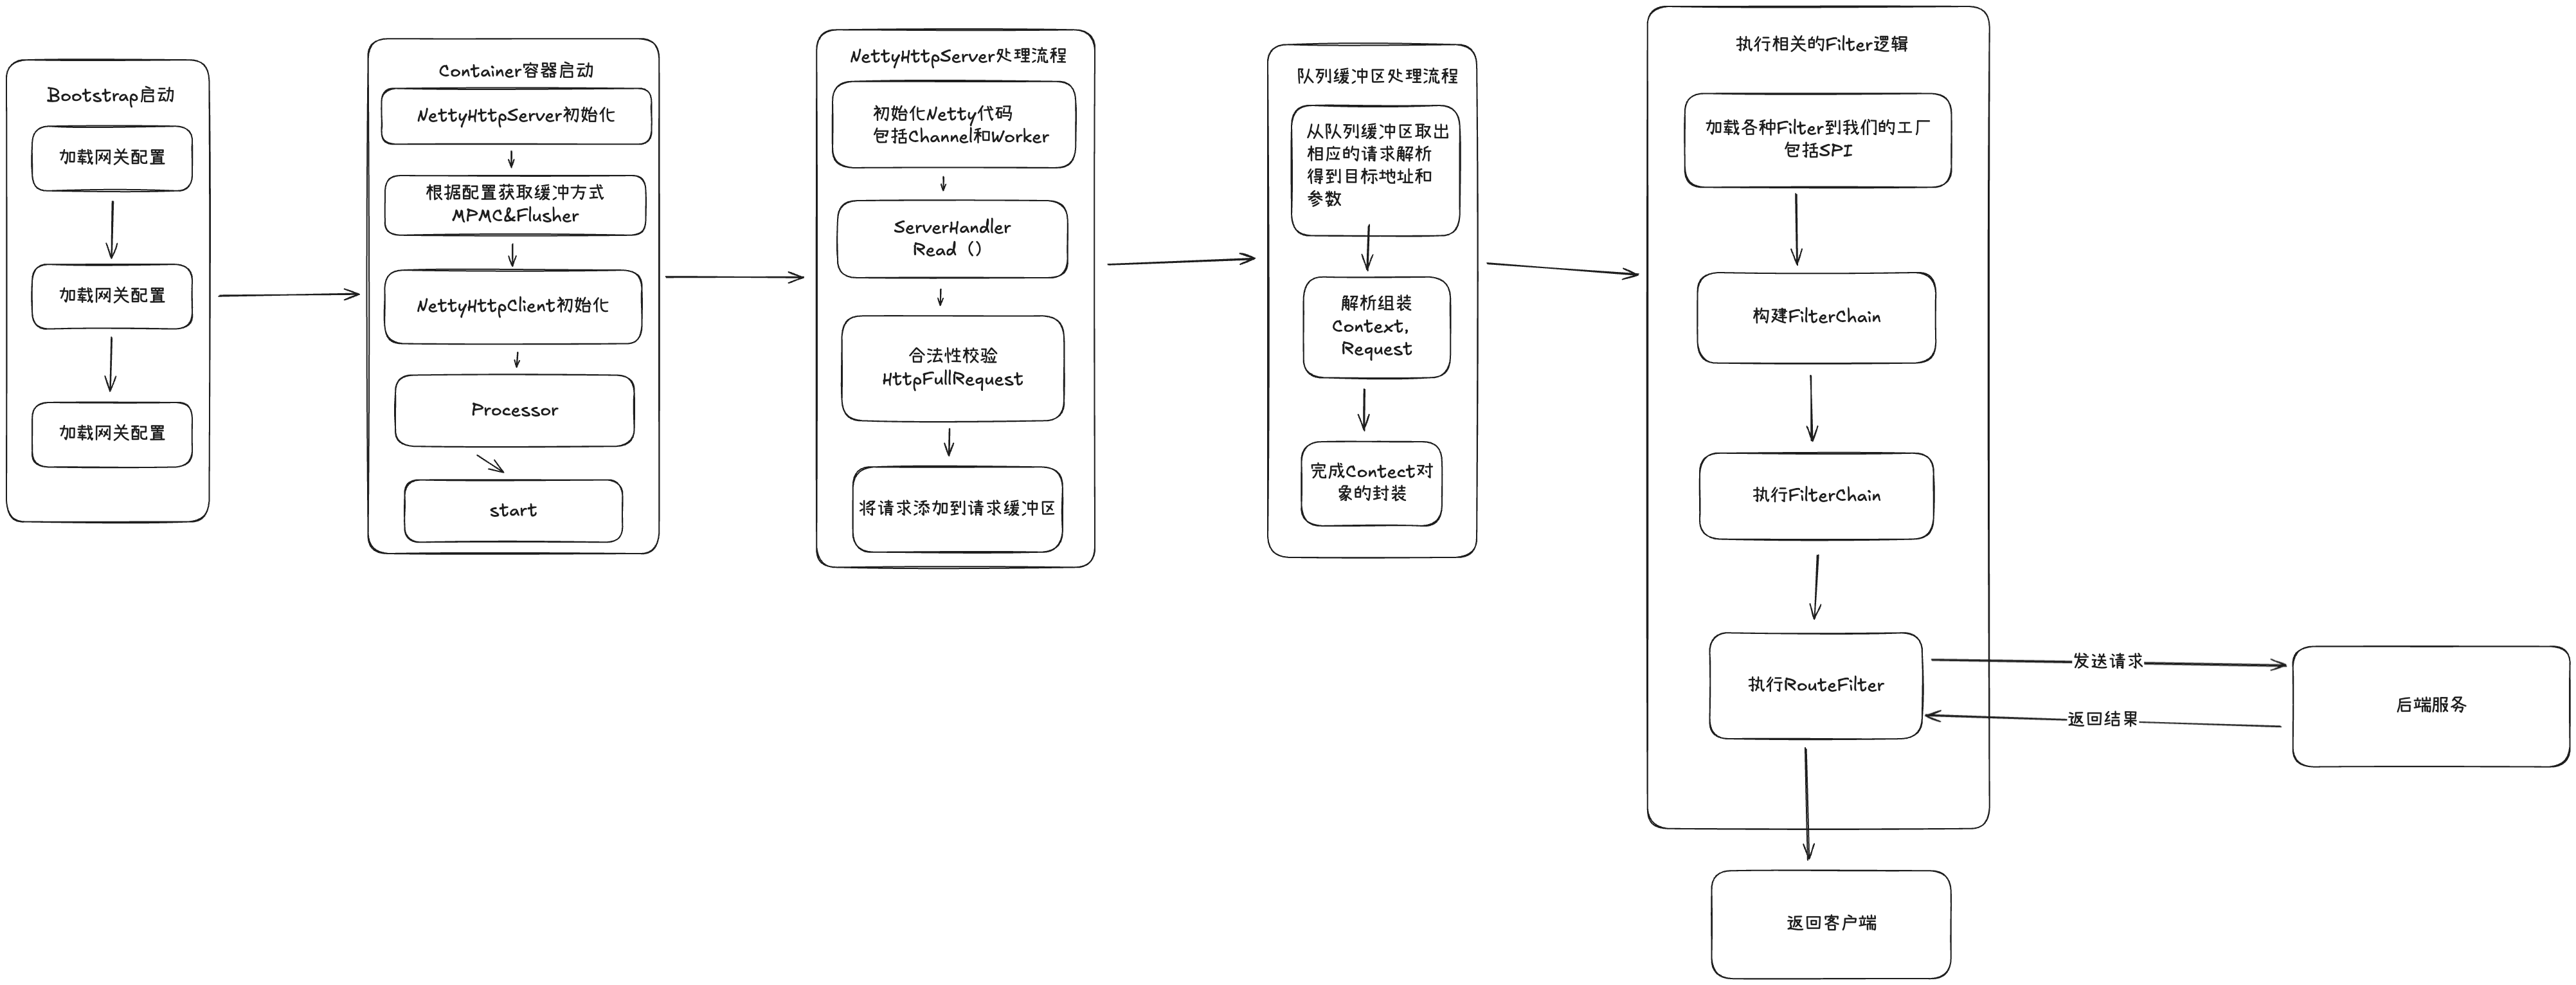 Bootstrap启动
加载网关配置
加载网关配置
加载网关配置
Container容器启动
NettyHttpServer初始化
根据配置获取缓冲方式
MPMC&Flusher
NettyHttpClient初始化
Processor
start
NettyHttpServer处理流程
初始化Netty代码
包括Channel和Worker
ServerHandler
Read（）
合法性校验
HttpFullRequest
将请求添加到请求缓冲区
队列缓冲区处理流程
从队列缓冲区取出
相应的请求解析
得到目标地址和
参数
解析组装
Context，
Request
完成Contect对
象的封装
执行相关的Filter逻辑
加载各种Filter到我们的工厂
包括SPI
构建FilterChain
执行FilterChain
执行RouteFilter
发送请求
返回结果
后端服务
返回客户端